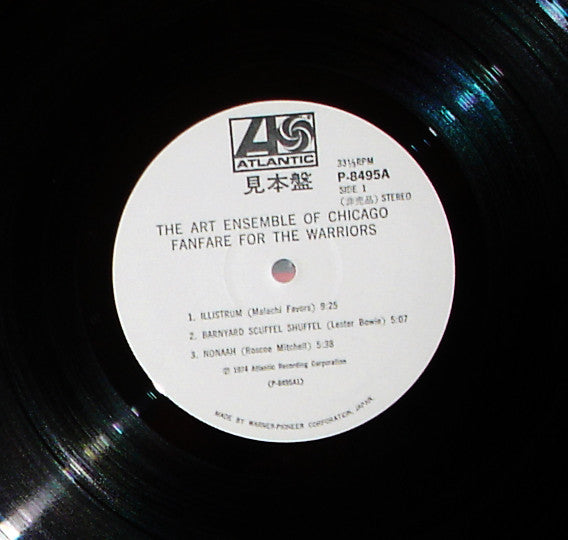 ATLANTIC
見本盤
33⅓RPM
P-8495A
SIDE 1
(非売品) STEREO
THE ART ENSEMBLE OF CHICAGO
FANFARE FOR THE WARRIORS
1. ILLISTRUM (Malachi Favors) 9:25
2. BARNYARD SCUFFEL SHUFFEL (Lester Bowie) 5:07
3. NONAAH (Roscoe Mitchell) 5:38
Ⓟ 1974 Atlantic Recording Corporation
(P-8495A1)
MADE BY WARNER-PIONEER CORPORATION, JAPAN.